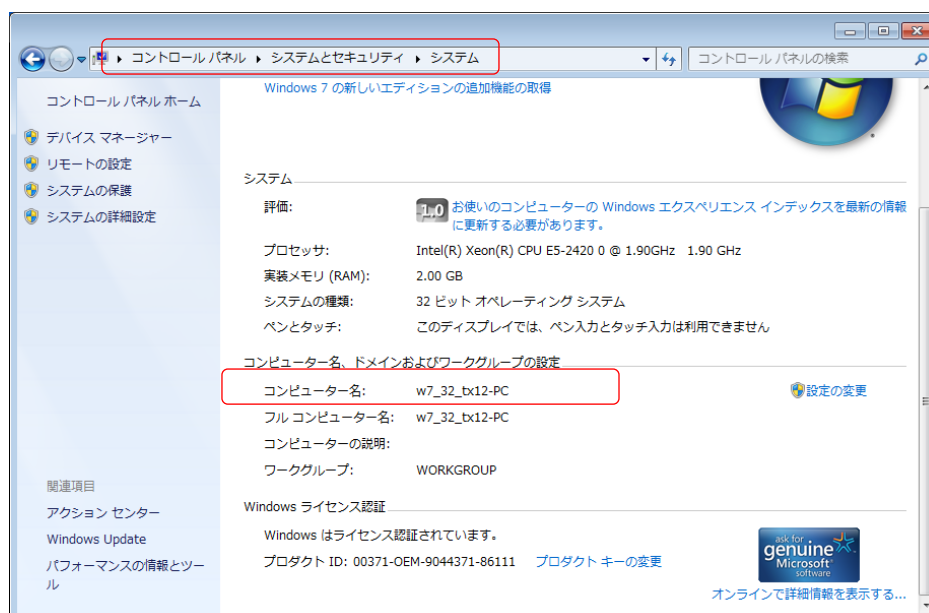 コントロール パネル ▸ システムとセキュリティ ▸ システム
コントロール パネルの検索
コントロール パネル ホーム
デバイス マネージャー
リモートの設定
システムの保護
システムの詳細設定
関連項目
アクション センター
Windows Update
パフォーマンスの情報とツー
ル
Windows 7 の新しいエディションの追加機能の取得
システム
評価:
1.0 お使いのコンピューターの Windows エクスペリエンス インデックスを最新の情報
に更新する必要があります。
プロセッサ: Intel(R) Xeon(R) CPU E5-2420 0 @ 1.90GHz 1.90 GHz
実装メモリ (RAM): 2.00 GB
システムの種類: 32 ビット オペレーティング システム
ペンとタッチ: このディスプレイでは、ペン入力とタッチ入力は利用できません
コンピューター名、ドメインおよびワークグループの設定
コンピューター名: w7_32_tx12-PC 設定の変更
フル コンピューター名: w7_32_tx12-PC
コンピューターの説明:
ワークグループ: WORKGROUP
Windows ライセンス認証
Windows はライセンス認証されています。
プロダクト ID: 00371-OEM-9044371-86111 プロダクト キーの変更
ask for
genuine
Microsoft
software
オンラインで詳細情報を表示する...